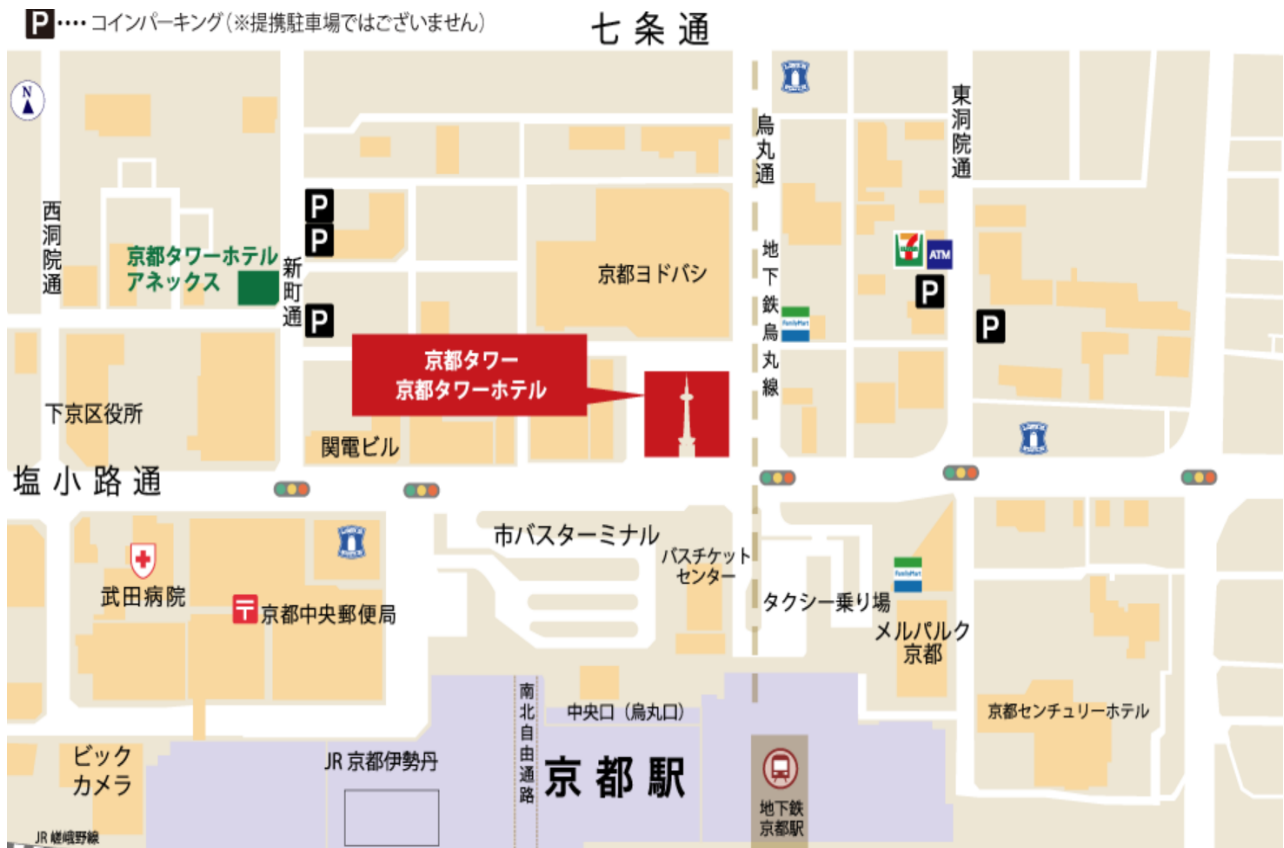 P････コインパーキング（※提携駐車場ではございません）
七条通
N
東洞院通
烏丸通
西洞院通
P
P
京都タワーホテル
アネックス
新町通
京都ヨドバシ
地下鉄烏丸線
7
ATM
P
P
P
FamilyMart
京都タワー
京都タワーホテル
下京区役所
関電ビル
塩小路通
市バスターミナル
バスチケット
センター
武田病院
京都中央郵便局
FamilyMart
タクシー乗り場
メルパルク
京都
南北自由通路
中央口（烏丸口）
京都センチュリーホテル
ビック
カメラ
JR 京都伊勢丹
京都駅
地下鉄
京都駅
JR 嵯峨野線